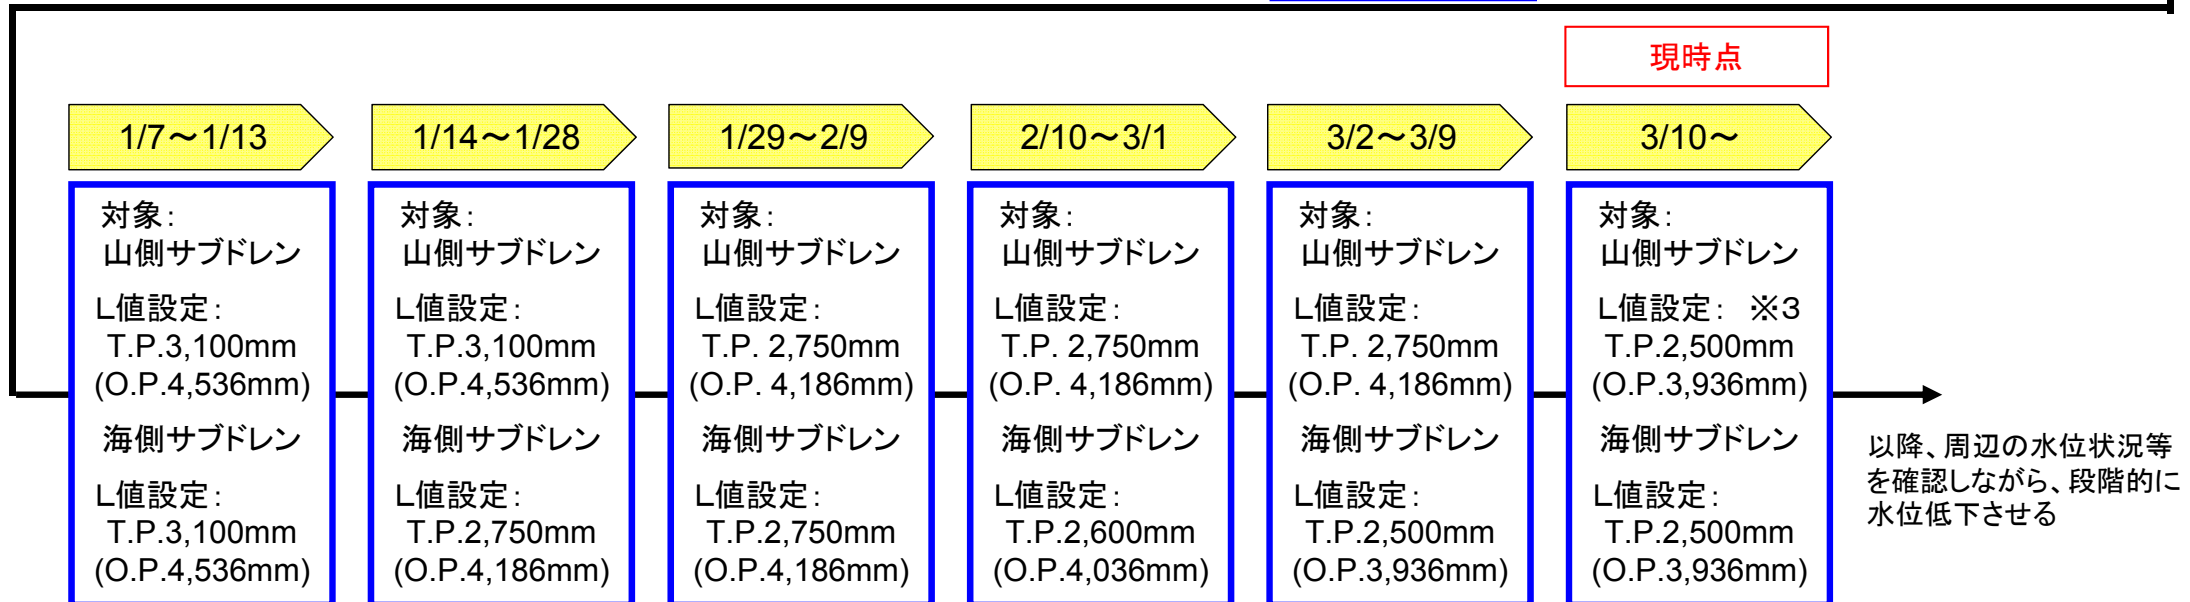 現時点
1/7～1/13
対象：
山側サブドレン
L値設定：
T.P.3,100mm
(O.P.4,536mm)
海側サブドレン
L値設定：
T.P.3,100mm
(O.P.4,536mm)
1/14～1/28
対象：
山側サブドレン
L値設定：
T.P.3,100mm
(O.P.4,536mm)
海側サブドレン
L値設定：
T.P.2,750mm
(O.P.4,186mm)
1/29～2/9
対象：
山側サブドレン
L値設定：
T.P. 2,750mm
(O.P. 4,186mm)
海側サブドレン
L値設定：
T.P.2,750mm
(O.P.4,186mm)
2/10～3/1
対象：
山側サブドレン
L値設定：
T.P. 2,750mm
(O.P. 4,186mm)
海側サブドレン
L値設定：
T.P.2,600mm
(O.P.4,036mm)
3/2～3/9
対象：
山側サブドレン
L値設定：
T.P. 2,750mm
(O.P. 4,186mm)
海側サブドレン
L値設定：
T.P.2,500mm
(O.P.3,936mm)
3/10～
対象：
山側サブドレン
L値設定： ※3
T.P.2,500mm
(O.P.3,936mm)
海側サブドレン
L値設定：
T.P.2,500mm
(O.P.3,936mm)
以降、周辺の水位状況等
を確認しながら、段階的に
水位低下させる